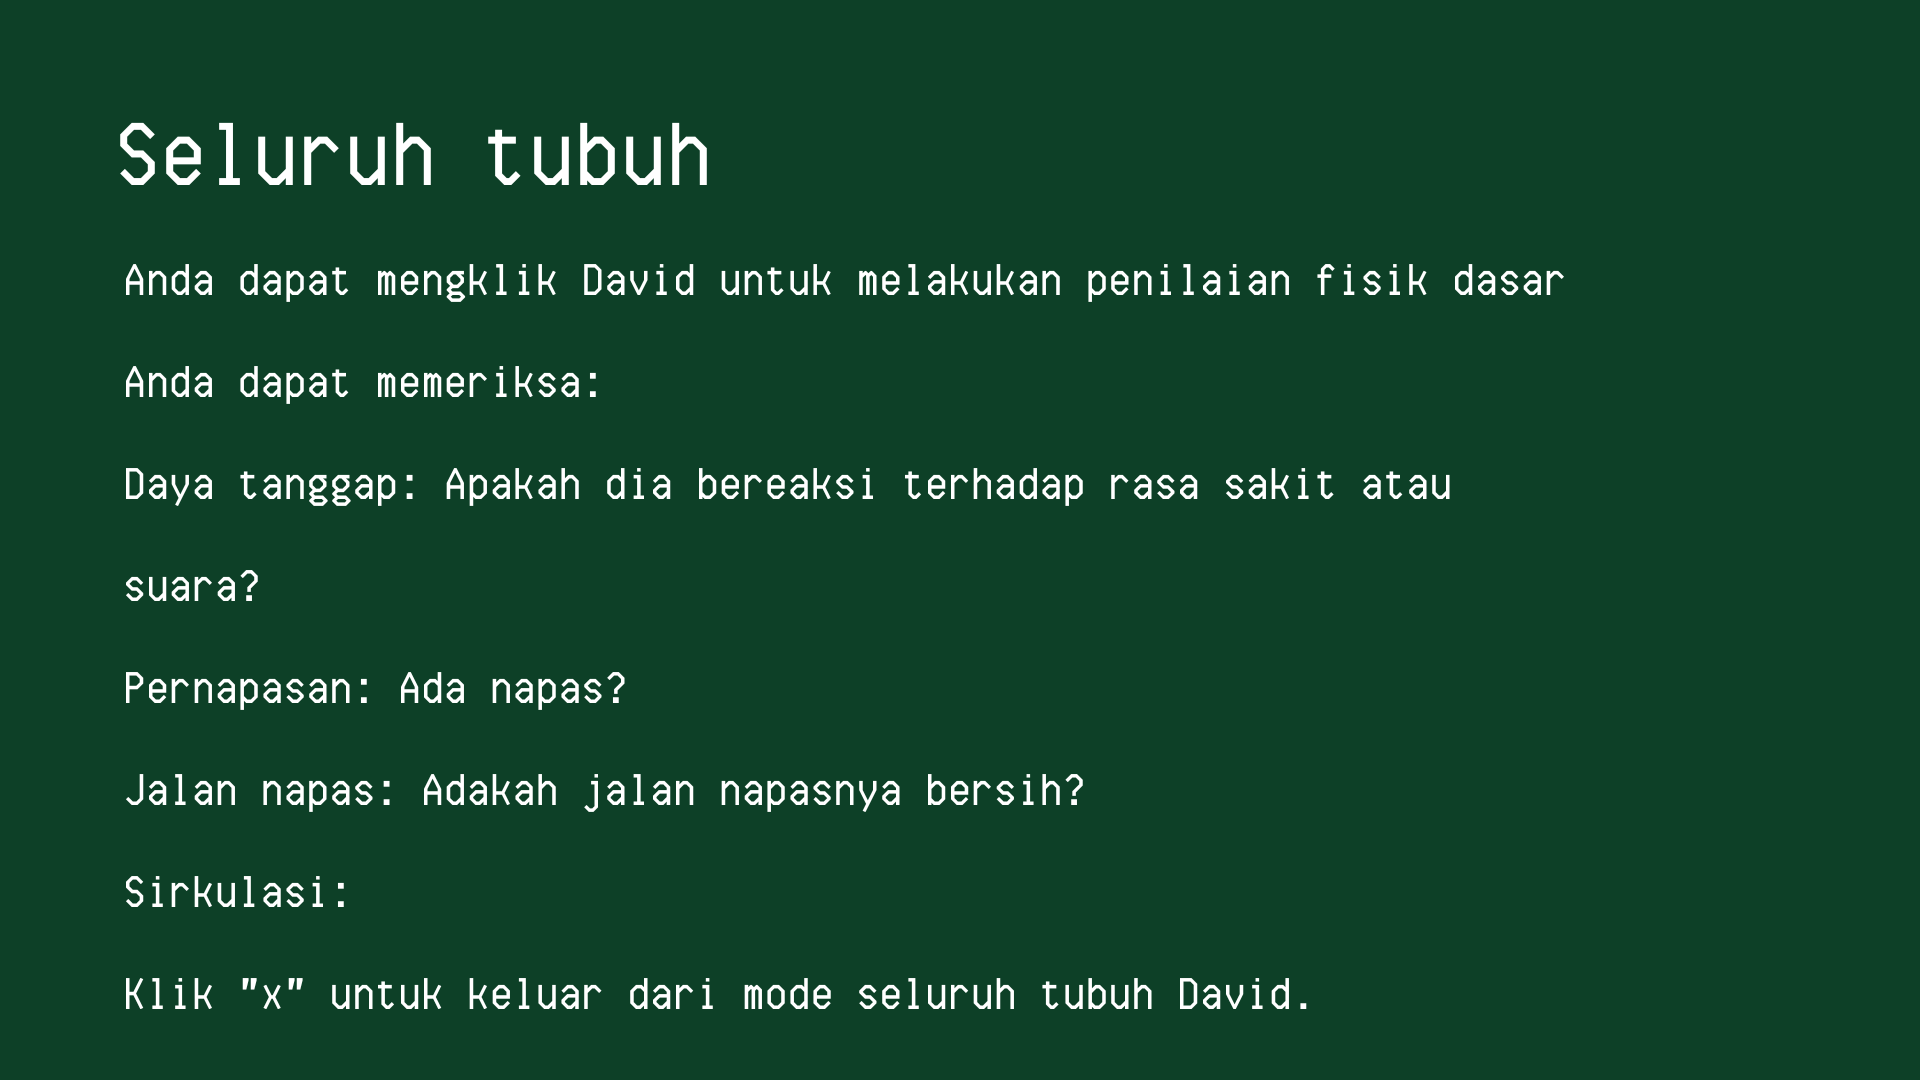 Seluruh tubuh
Anda dapat mengklik David untuk melakukan penilaian fisik dasar
Anda dapat memeriksa:
Daya tanggap: Apakah dia bereaksi terhadap rasa sakit atau
suara?
Pernapasan: Ada napas?
Jalan napas: Adakah jalan napasnya bersih?
Sirkulasi:
Klik "x" untuk keluar dari mode seluruh tubuh David.